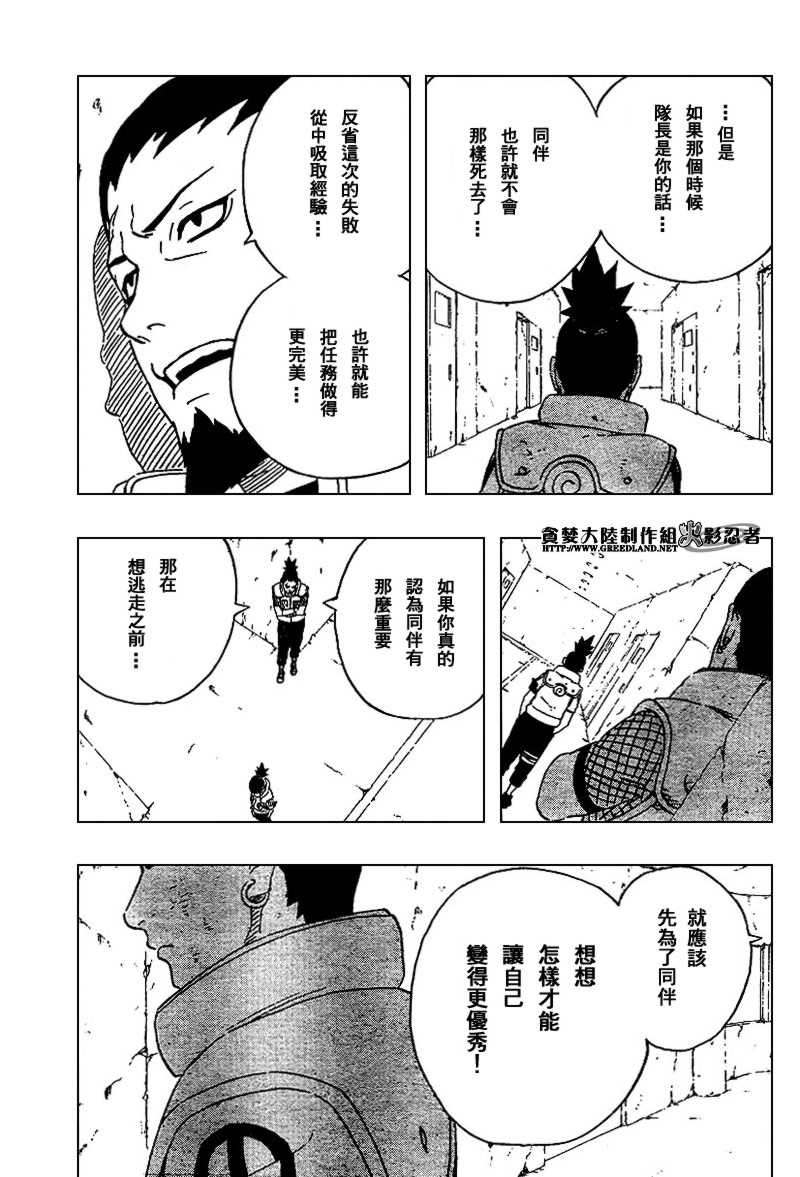 …但是
如果那個時候
隊長是你的話…
同伴
也許就不會
那樣死去了…
反省這次的失敗
從中吸取經驗…
也許就能
把任務做得
更完美…
貪婪大陸制作組 火影忍者
HTTP://WWW.GREEDLAND.NET
如果你真的
認為同伴有
那麼重要
那在
想逃走之前…
就應該
先為了同伴
想想
怎樣才能
讓自己
變得更優秀！